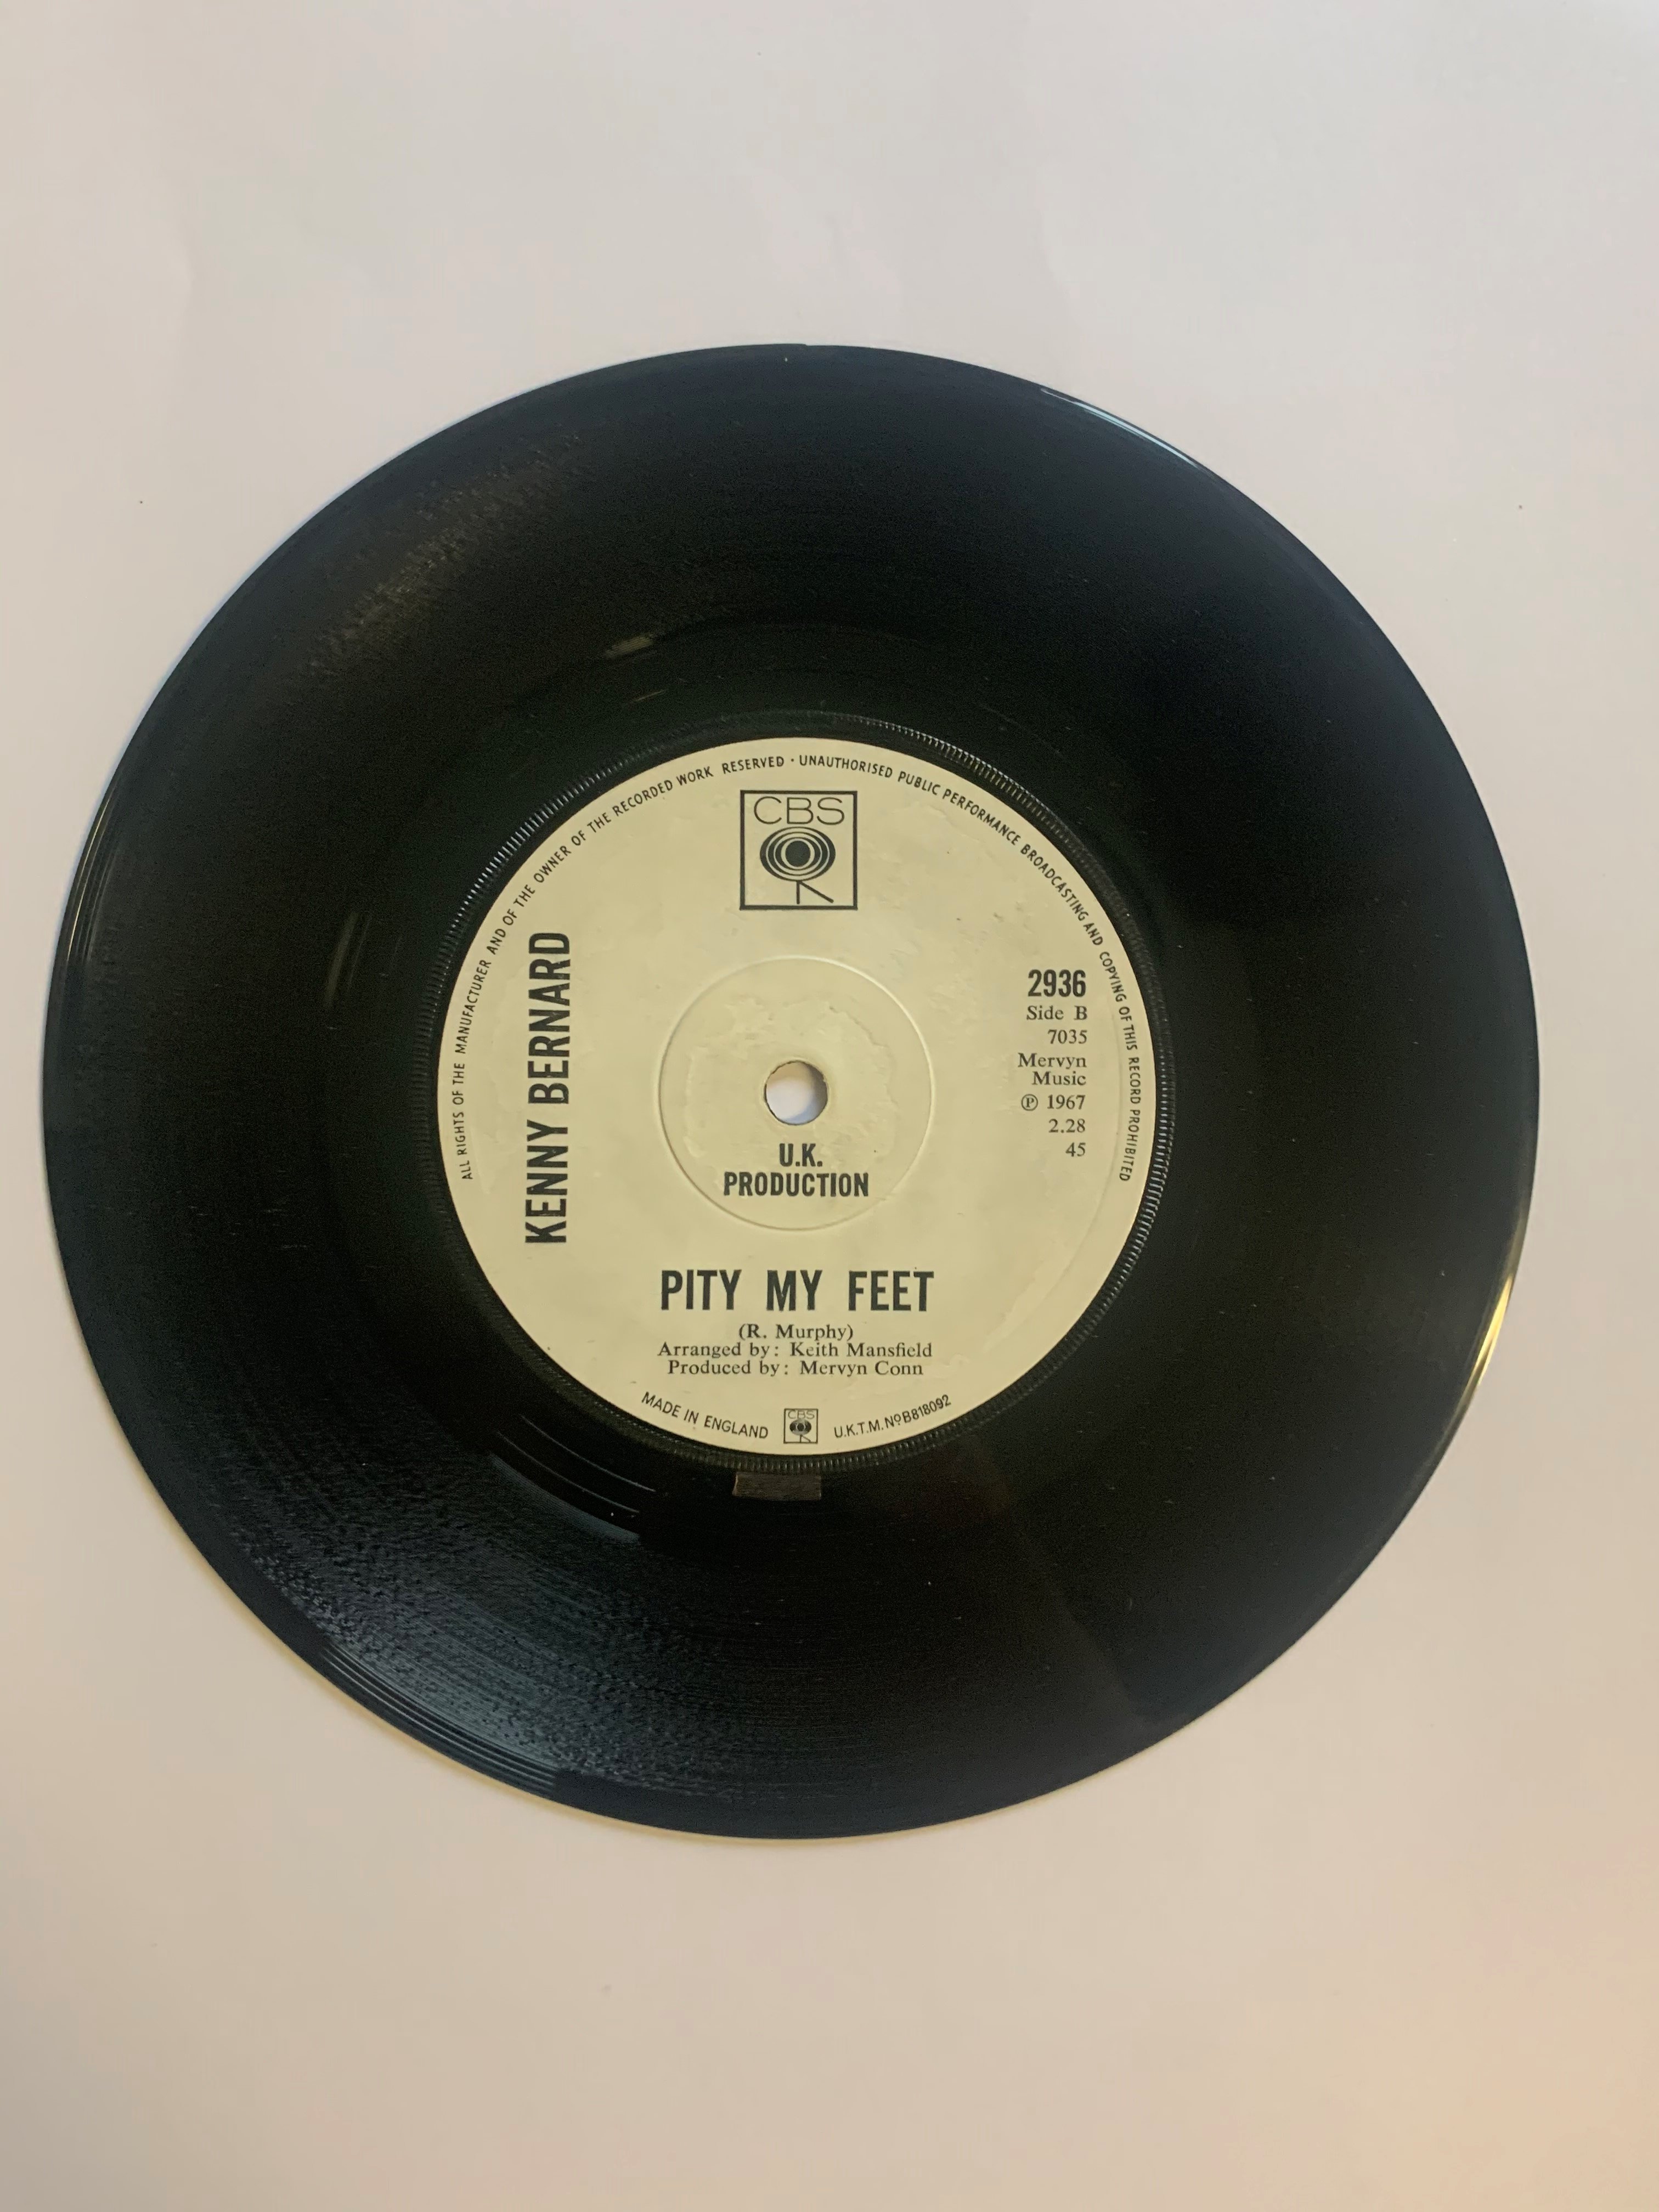 ALL RIGHTS OF THE MANUFACTURER AND OF THE OWNER OF THE RECORDED WORK RESERVED · UNAUTHORISED PUBLIC PERFORMANCE BROADCASTING AND COPYING OF THIS RECORD PROHIBITED
CBS
KENNY BERNARD
2936
Side B
7035
Mervyn
Music
℗ 1967
2.28
45
U.K.
PRODUCTION
PITY MY FEET
(R. Murphy)
Arranged by: Keith Mansfield
Produced by: Mervyn Conn
MADE IN ENGLAND CBS U.K.T.M. Nº B818092